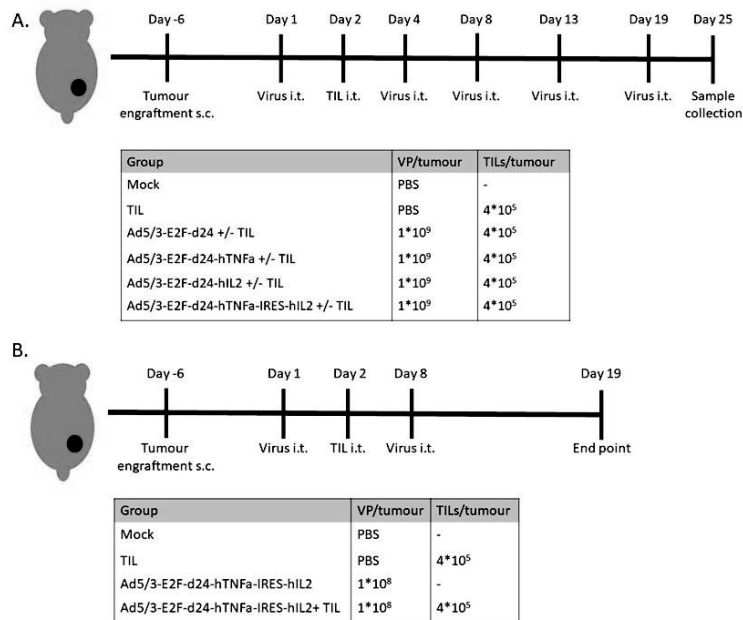 A.
Day -6 Day 1 Day 2 Day 4 Day 8 Day 13 Day 19 Day 25
Tumour Virus i.t. TIL i.t. Virus i.t. Virus i.t. Virus i.t. Virus i.t. Sample
engraftment s.c. collection
Group VP/tumour TILs/tumour
Mock PBS -
TIL PBS 4*10⁵
Ad5/3-E2F-d24 +/- TIL 1*10⁹ 4*10⁵
Ad5/3-E2F-d24-hTNFa +/- TIL 1*10⁹ 4*10⁵
Ad5/3-E2F-d24-hIL2 +/- TIL 1*10⁹ 4*10⁵
Ad5/3-E2F-d24-hTNFa-IRES-hIL2 +/- TIL 1*10⁹ 4*10⁵
B.
Day -6 Day 1 Day 2 Day 8 Day 19
Tumour Virus i.t. TIL i.t. Virus i.t. End point
engraftment s.c.
Group VP/tumour TILs/tumour
Mock PBS -
TIL PBS 4*10⁵
Ad5/3-E2F-d24-hTNFa-IRES-hIL2 1*10⁸ -
Ad5/3-E2F-d24-hTNFa-IRES-hIL2+ TIL 1*10⁸ 4*10⁵